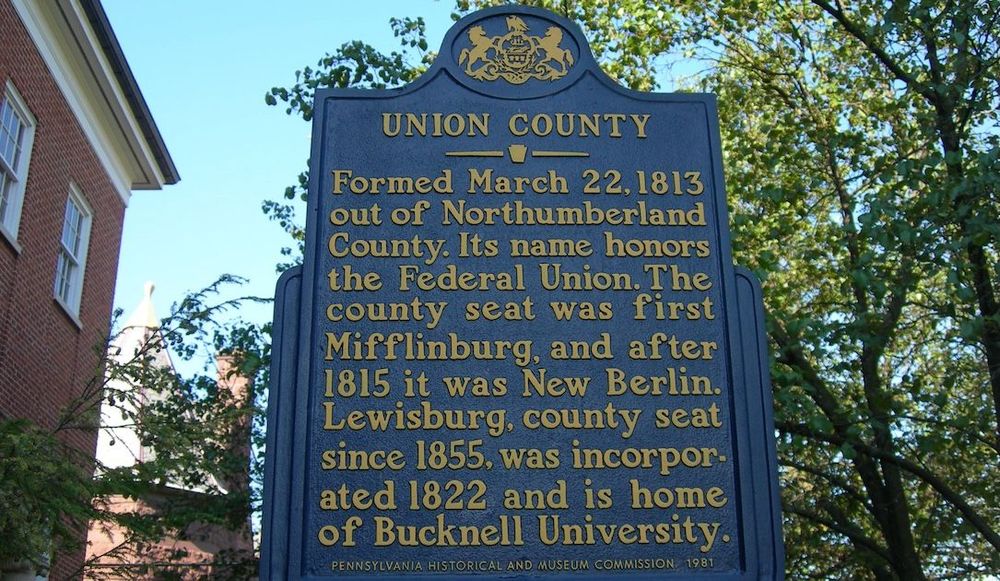 UNION COUNTY
Formed March 22, 1813
out of Northumberland
County. Its name honors
the Federal Union. The
county seat was first
Mifflinburg, and after
1815 it was New Berlin.
Lewisburg, county seat
since 1855, was incorpor-
ated 1822 and is home
of Bucknell University.
PENNSYLVANIA HISTORICAL AND MUSEUM COMMISSION, 1981